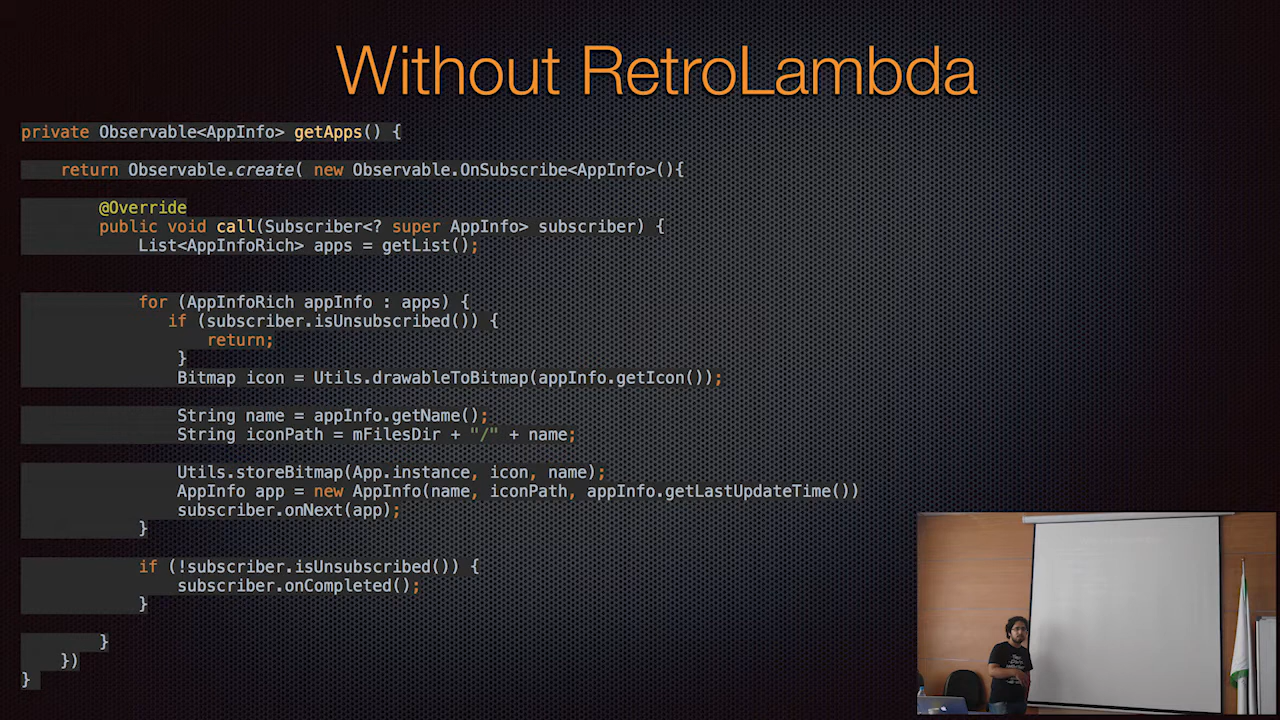 Without RetroLambda
private Observable<AppInfo> getApps() {
return Observable.create( new Observable.OnSubscribe<AppInfo>(){
@Override
public void call(Subscriber<? super AppInfo> subscriber) {
List<AppInfoRich> apps = getList();
for (AppInfoRich appInfo : apps) {
if (subscriber.isUnsubscribed()) {
return;
}
Bitmap icon = Utils.drawableToBitmap(appInfo.getIcon());
String name = appInfo.getName();
String iconPath = mFilesDir + "/" + name;
Utils.storeBitmap(App.instance, icon, name);
AppInfo app = new AppInfo(name, iconPath, appInfo.getLastUpdateTime())
subscriber.onNext(app);
}
if (!subscriber.isUnsubscribed()) {
subscriber.onCompleted();
}
}
})
}